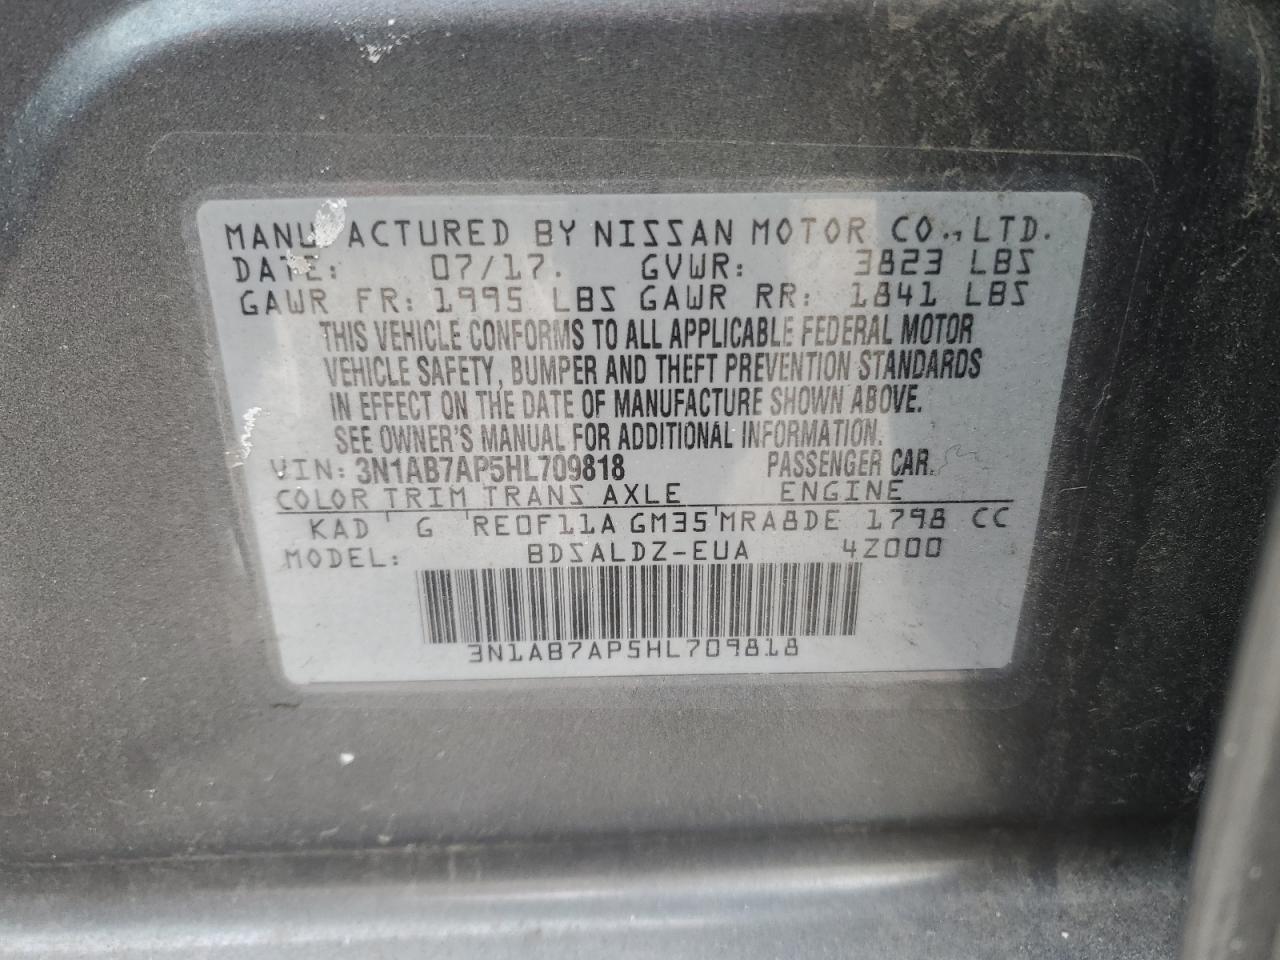 MANU ACTURED BY NISSAN MOTOR CO., LTD.
DATE: 07/17. GVWR: 3823 LBS
GAWR FR: 1995 LBS GAWR RR: 1841 LBS
THIS VEHICLE CONFORMS TO ALL APPLICABLE FEDERAL MOTOR
VEHICLE SAFETY, BUMPER AND THEFT PREVENTION STANDARDS
IN EFFECT ON THE DATE OF MANUFACTURE SHOWN ABOVE.
SEE OWNER'S MANUAL FOR ADDITIONAL INFORMATION.
VIN: 3N1AB7AP5HL709818 PASSENGER CAR.
COLOR TRIM TRANS AXLE ENGINE
KAD G RE0F11A GM35 MRA8DE 1798 CC
MODEL: BDSALDZ-EUA 4Z000
3N1AB7AP5HL709818